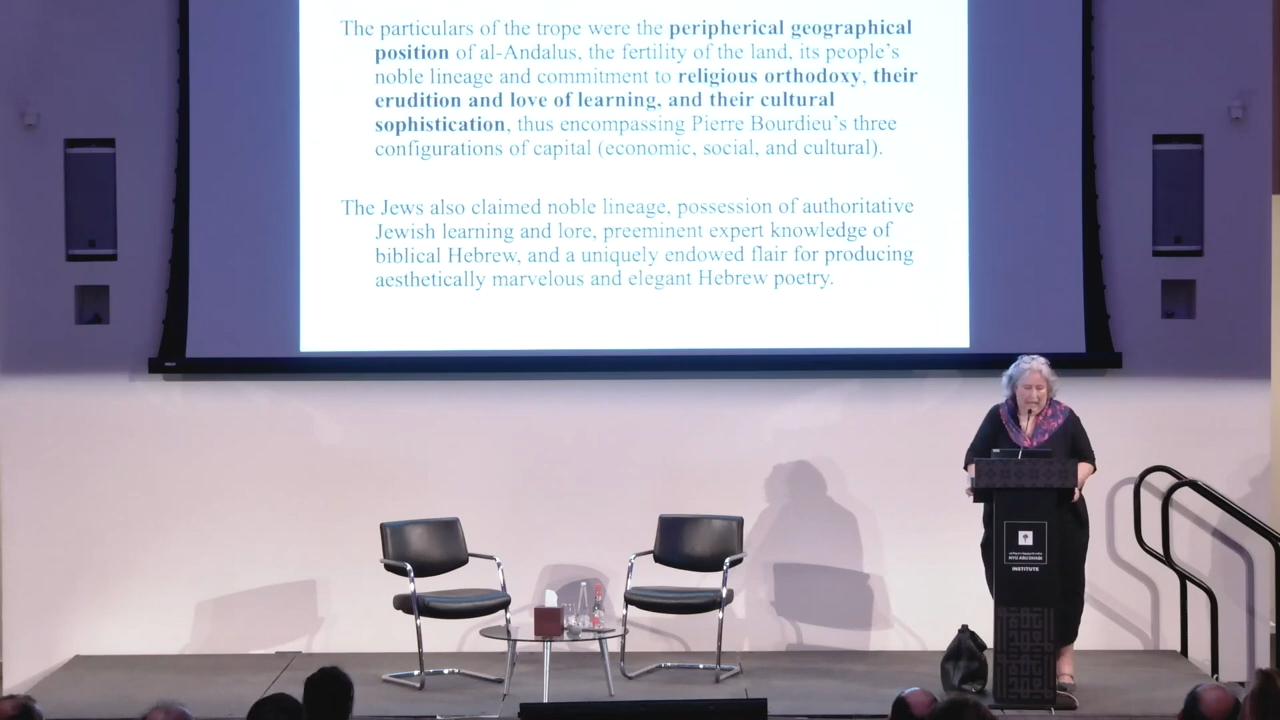 The particulars of the trope were the peripherical geographical
position of al-Andalus, the fertility of the land, its people's
noble lineage and commitment to religious orthodoxy, their
erudition and love of learning, and their cultural
sophistication, thus encompassing Pierre Bourdieu's three
configurations of capital (economic, social, and cultural).
The Jews also claimed noble lineage, possession of authoritative
Jewish learning and lore, preeminent expert knowledge of
biblical Hebrew, and a uniquely endowed flair for producing
aesthetically marvelous and elegant Hebrew poetry.
NYU ABU DHABI
INSTITUTE